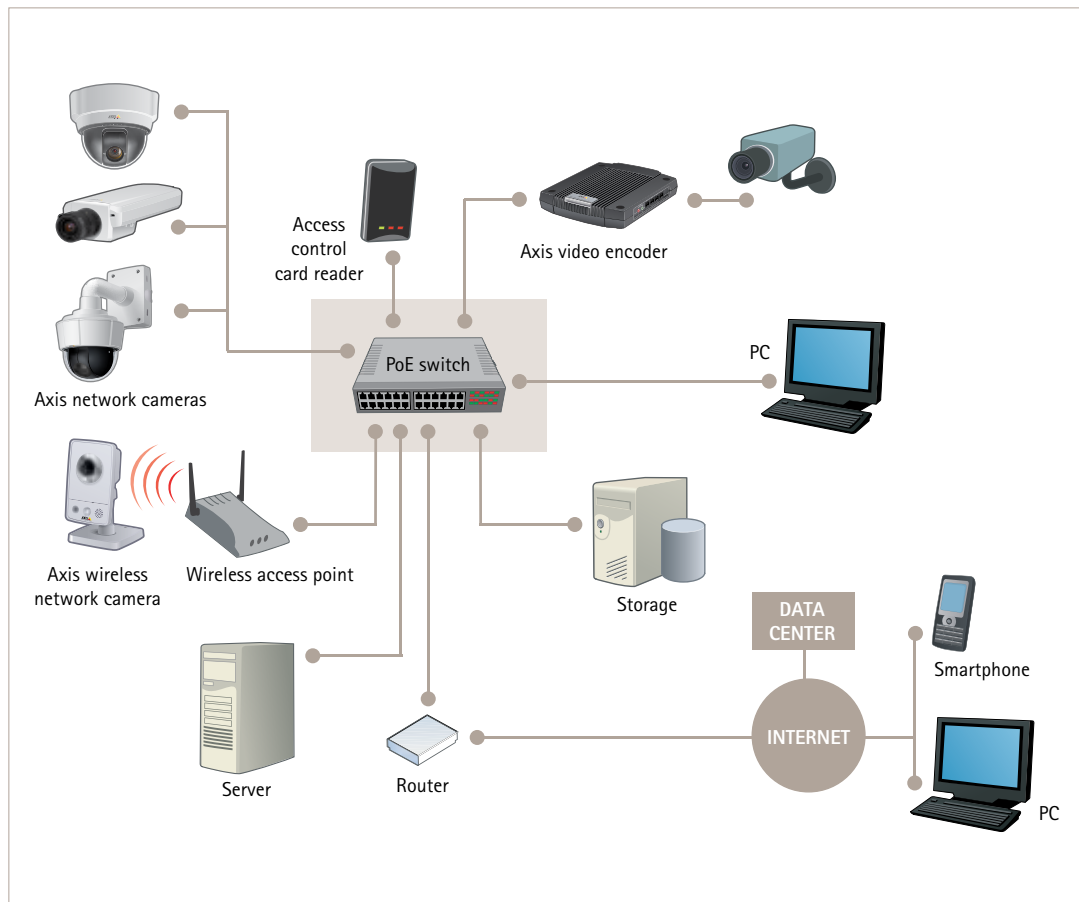 Access
control
card reader
Axis video encoder
PoE switch
PC
Axis network cameras
Axis wireless
network camera
Wireless access point
Storage
DATA
CENTER
Smartphone
INTERNET
Server
Router
PC